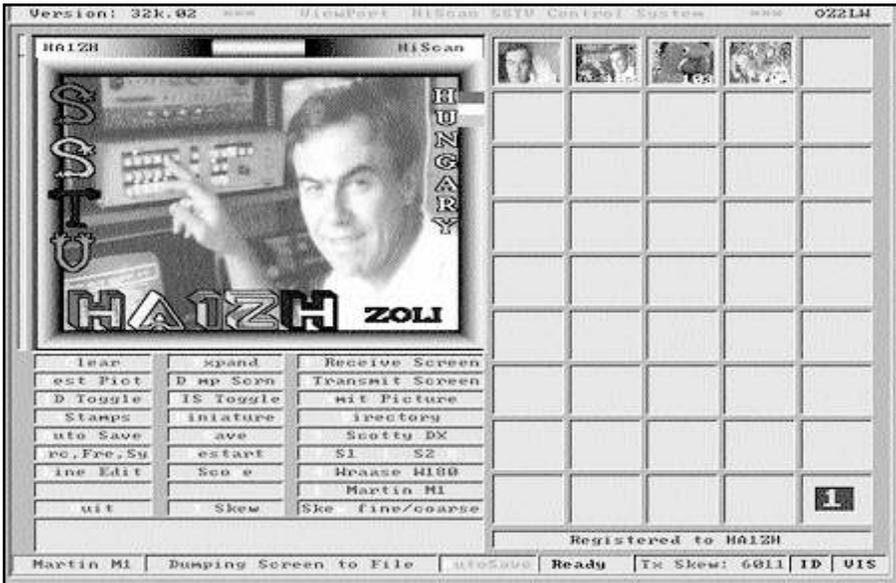 Version: 32k.02 === ViewPort HiScan SSTV Control System === OZ2LW
HA1ZH HiScan
SSTV
HUNGARY
HA1ZH ZOLI
103
lear xpand Receive Screen
est Pict D mp Scrn Transmit Screen
D Toggle IS Toggle mit Picture
Stamps iniature irectory
uto Save ave Scotty DX
rc,Fre,Sy estart S1 S2
ine Edit Sco e Wraase W180
Martin M1
uit Skew Ske fine/coarse
1
Registered to HA1ZH
Martin M1 Dumping Screen to File utoSave Ready Tx Skew: 6011 ID VIS